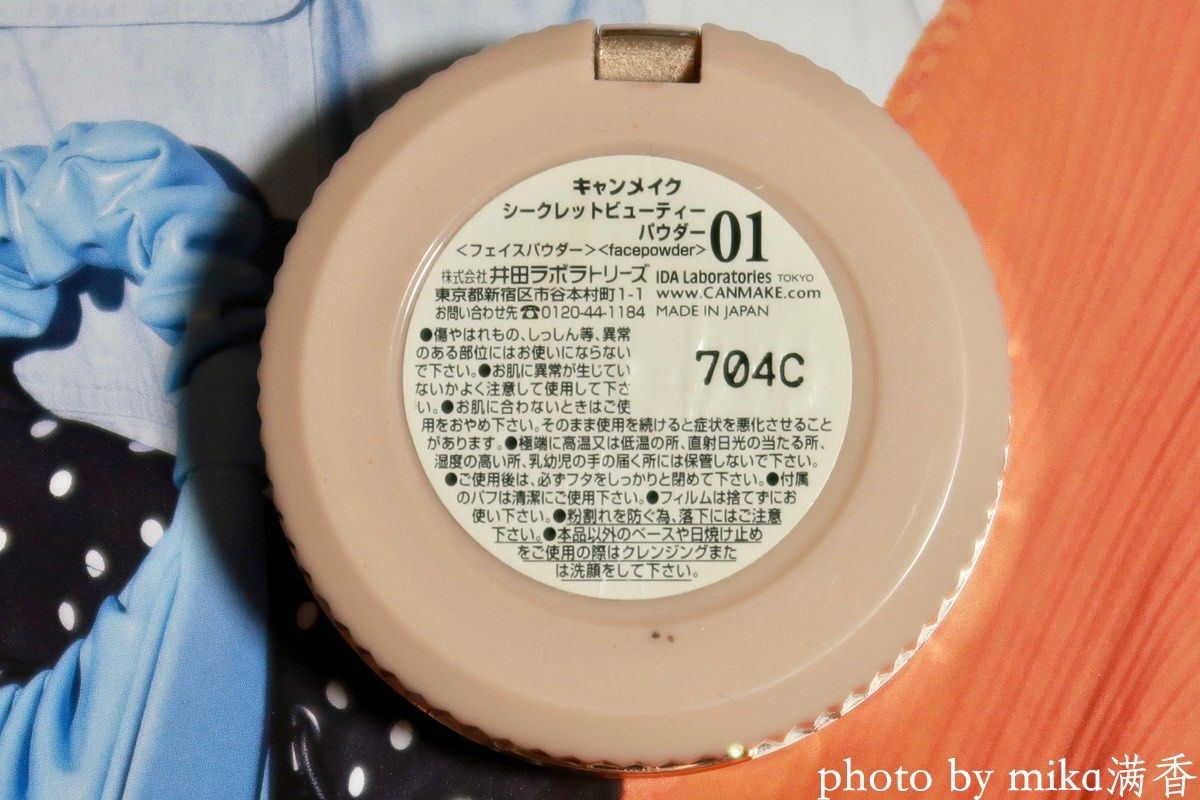 キャンメイク
シークレットビューティー
パウダー 01
<フェイスパウダー><facepowder>
株式会社 井田ラボラトリーズ IDA Laboratories TOKYO
東京都新宿区市谷本村町1-1 www.CANMAKE.com
お問い合わせ先☎0120-44-1184 MADE IN JAPAN
●傷やはれもの、しっしん等、異常
のある部位にはお使いにならない
で下さい。●お肌に異常が生じてい
ないかよく注意して使用して下さ
い。●お肌に合わないときはご使
704C
用をおやめ下さい。そのまま使用を続けると症状を悪化させること
があります。●極端に高温又は低温の所、直射日光の当たる所、
湿度の高い所、乳幼児の手の届く所には保管しないで下さい。
●ご使用後は、必ずフタをしっかりと閉めて下さい。●付属
のパフは清潔にご使用下さい。●フィルムは捨てずにお
使い下さい。●粉割れを防ぐ為、落下にはご注意
下さい。●本品以外のベースや日焼け止め
をご使用の際はクレンジングまた
は洗顔をして下さい。
photo by mika満香